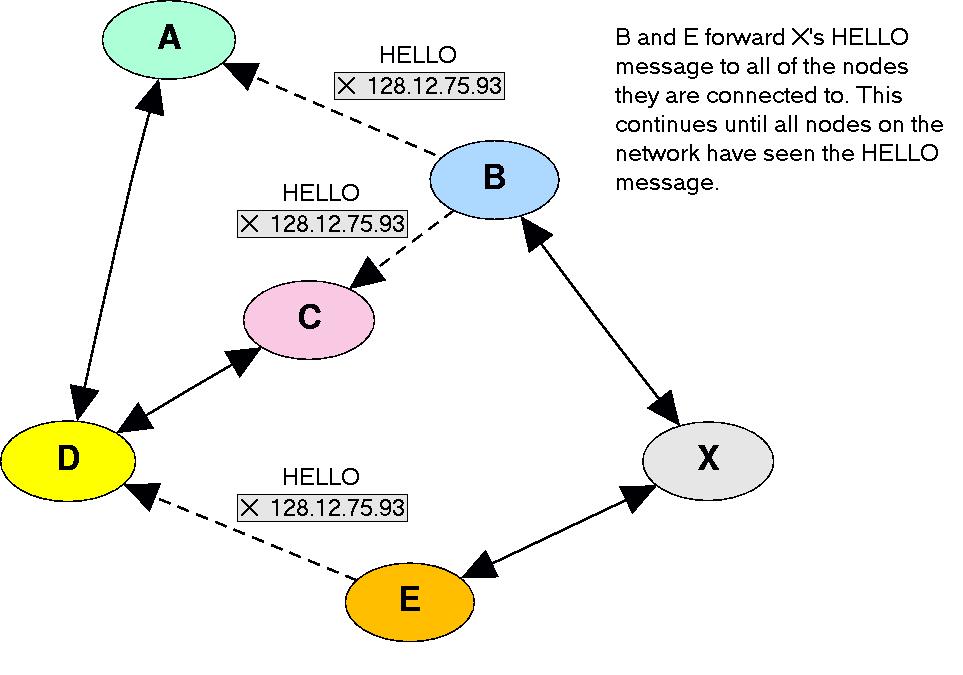 A
HELLO
X 128.12.75.93
B and E forward X's HELLO
message to all of the nodes
they are connected to. This
continues until all nodes on the
network have seen the HELLO
message.
B
HELLO
X 128.12.75.93
C
D
X
HELLO
X 128.12.75.93
E